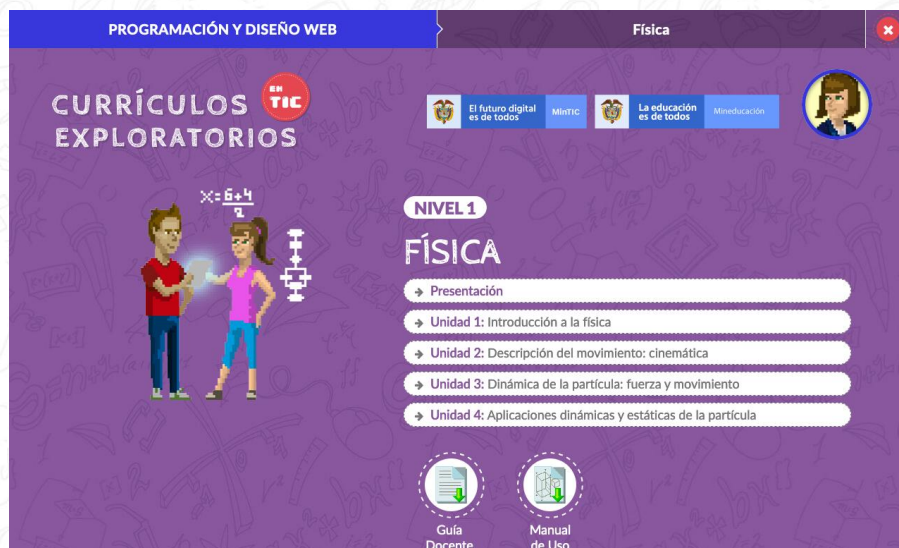 PROGRAMACIÓN Y DISEÑO WEB
Física
CURRÍCULOS EN TIC
EXPLORATORIOS
El futuro digital
es de todos
MinTIC
La educación
es de todos
Mineducación
X=6+4
2
NIVEL 1
FÍSICA
Presentación
Unidad 1: Introducción a la física
Unidad 2: Descripción del movimiento: cinemática
Unidad 3: Dinámica de la partícula: fuerza y movimiento
Unidad 4: Aplicaciones dinámicas y estáticas de la partícula
Guía
Docente
Manual
de Uso